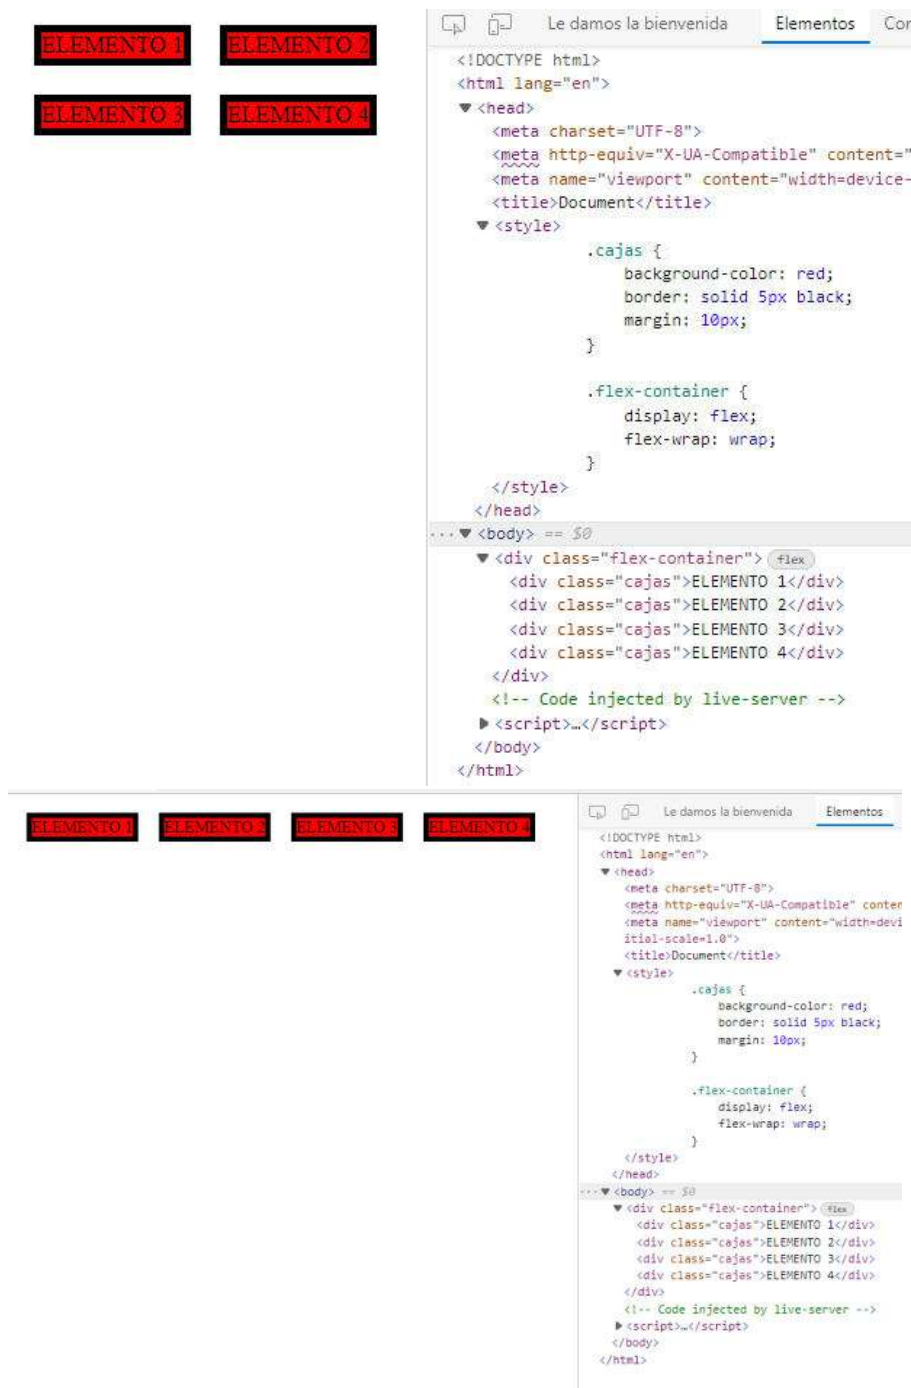 ELEMENTO 1 ELEMENTO 2
ELEMENTO 3 ELEMENTO 4
Le damos la bienvenida Elementos Cor
<!DOCTYPE html>
<html lang="en">
▼ <head>
<meta charset="UTF-8">
<meta http-equiv="X-UA-Compatible" content="
<meta name="viewport" content="width=device-
<title>Document</title>
▼ <style>
.cajas {
background-color: red;
border: solid 5px black;
margin: 10px;
}
.flex-container {
display: flex;
flex-wrap: wrap;
}
</style>
</head>
··· ▼ <body> == $0
▼ <div class="flex-container"> flex
<div class="cajas">ELEMENTO 1</div>
<div class="cajas">ELEMENTO 2</div>
<div class="cajas">ELEMENTO 3</div>
<div class="cajas">ELEMENTO 4</div>
</div>
<!-- Code injected by live-server -->
▶ <script>…</script>
</body>
</html>
ELEMENTO 1 ELEMENTO 2 ELEMENTO 3 ELEMENTO 4
Le damos la bienvenida Elementos
<!DOCTYPE html>
<html lang="en">
▼ <head>
<meta charset="UTF-8">
<meta http-equiv="X-UA-Compatible" conten
<meta name="viewport" content="width=devi
itial-scale=1.0">
<title>Document</title>
▼ <style>
.cajas {
background-color: red;
border: solid 5px black;
margin: 10px;
}
.flex-container {
display: flex;
flex-wrap: wrap;
}
</style>
</head>
··· ▼ <body> == $0
▼ <div class="flex-container"> flex
<div class="cajas">ELEMENTO 1</div>
<div class="cajas">ELEMENTO 2</div>
<div class="cajas">ELEMENTO 3</div>
<div class="cajas">ELEMENTO 4</div>
</div>
<!-- Code injected by live-server -->
▶ <script>…</script>
</body>
</html>